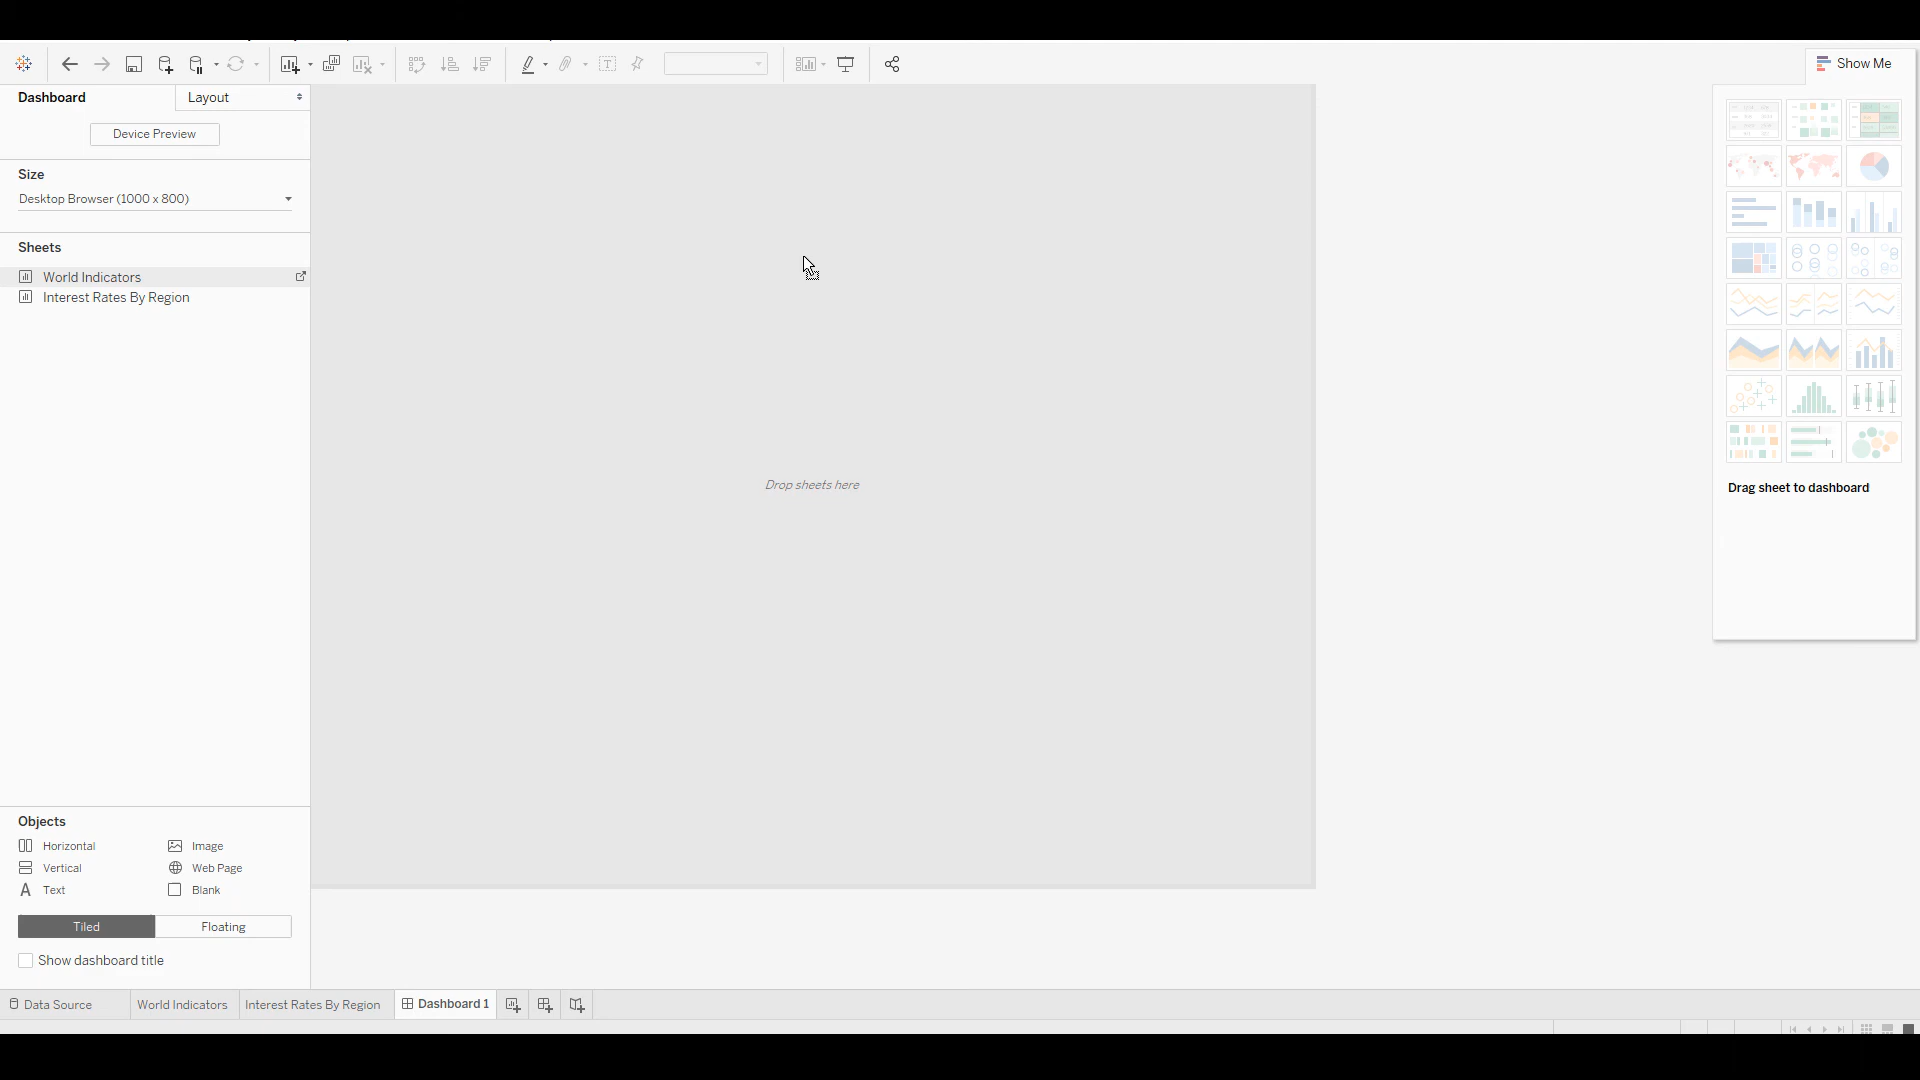 Show Me
Dashboard
Layout
Device Preview
Size
Desktop Browser (1000 x 800)
Sheets
World Indicators
Interest Rates By Region
Drop sheets here
Drag sheet to dashboard
Objects
Horizontal
Image
Vertical
Web Page
A Text
Blank
Tiled
Floating
Show dashboard title
Data Source
World Indicators
Interest Rates By Region
Dashboard 1